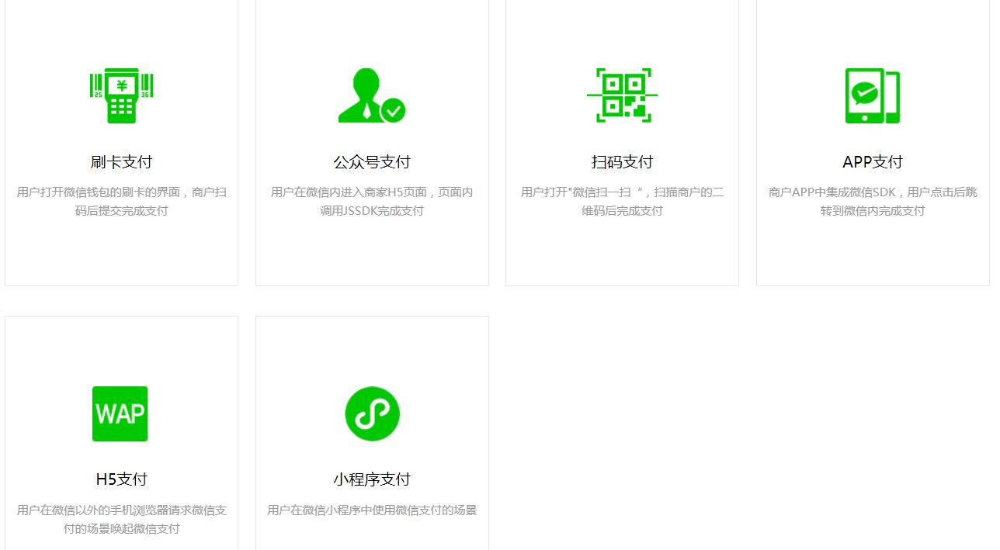 25
36
刷卡支付
用户打开微信钱包的刷卡的界面，商户扫
码后提交完成支付
公众号支付
用户在微信内进入商家H5页面，页面内
调用JSSDK完成支付
扫码支付
用户打开"微信扫一扫“，扫描商户的二
维码后完成支付
APP支付
商户APP中集成微信SDK，用户点击后跳
转到微信内完成支付
WAP
H5支付
用户在微信以外的手机浏览器请求微信支
付的场景唤起微信支付
小程序支付
用户在微信小程序中使用微信支付的场景